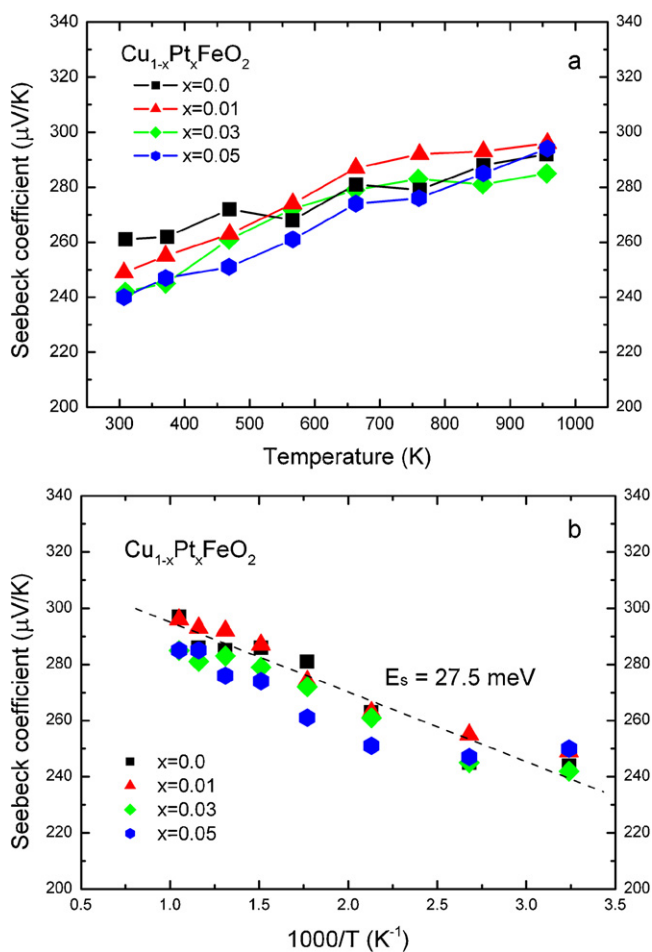 340 340
Cu₁₋ₓPtₓFeO₂ a
320 320
x=0.0
x=0.01
x=0.03
x=0.05
300 300
280 280
260 260
240 240
220 220
200 200
Seebeck coefficient (μV/K)
300 400 500 600 700 800 900 1000
Temperature (K)
340 340
b
Cu₁₋ₓPtₓFeO₂
320 320
300 300
280 280
Es = 27.5 meV
260 260
240 240
x=0.0
x=0.01
x=0.03
x=0.05
220 220
200 200
Seebeck coefficient (μV/K)
0.5 1.0 1.5 2.0 2.5 3.0 3.5
1000/T (K⁻¹)